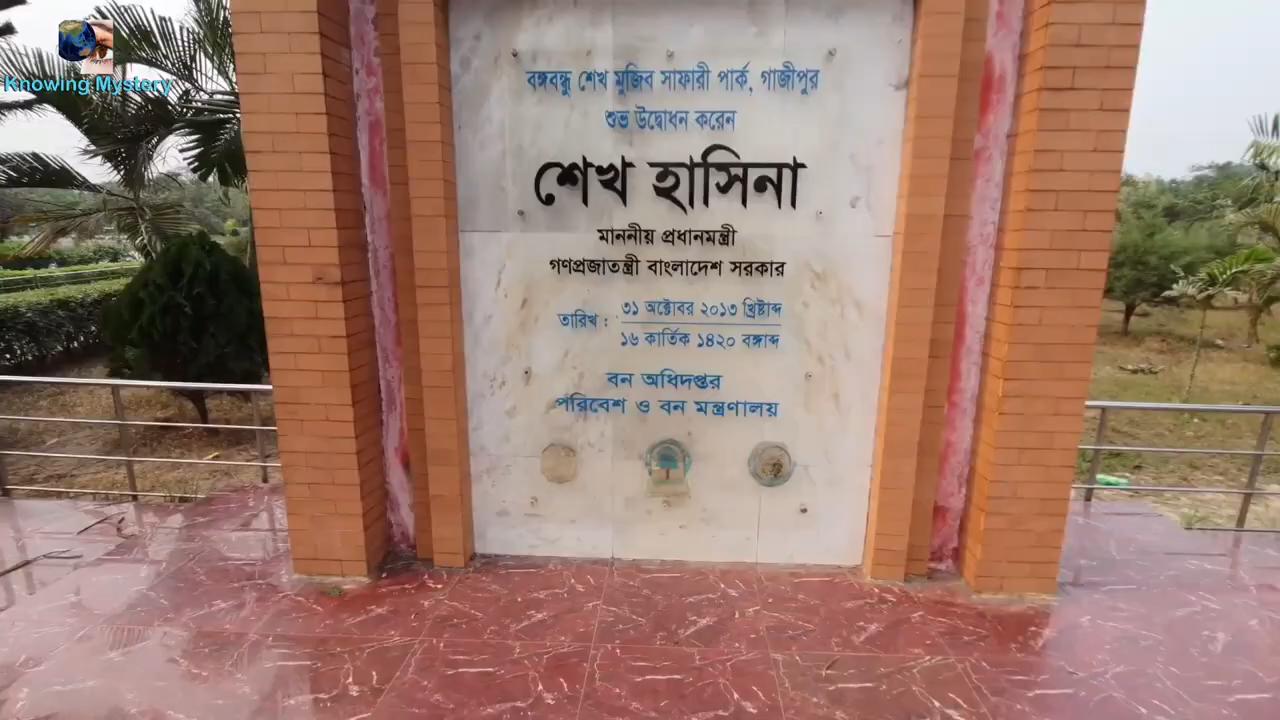 Knowing Mystery
বঙ্গবন্ধু শেখ মুজিব সাফারী পার্ক, গাজীপুর
শুভ উদ্বোধন করেন
শেখ হাসিনা
মাননীয় প্রধানমন্ত্রী
গণপ্রজাতন্ত্রী বাংলাদেশ সরকার
তারিখ : ৩১ অক্টোবর ২০১৩ খ্রিষ্টাব্দ
১৬ কার্তিক ১৪২০ বঙ্গাব্দ
বন অধিদপ্তর
পরিবেশ ও বন মন্ত্রণালয়